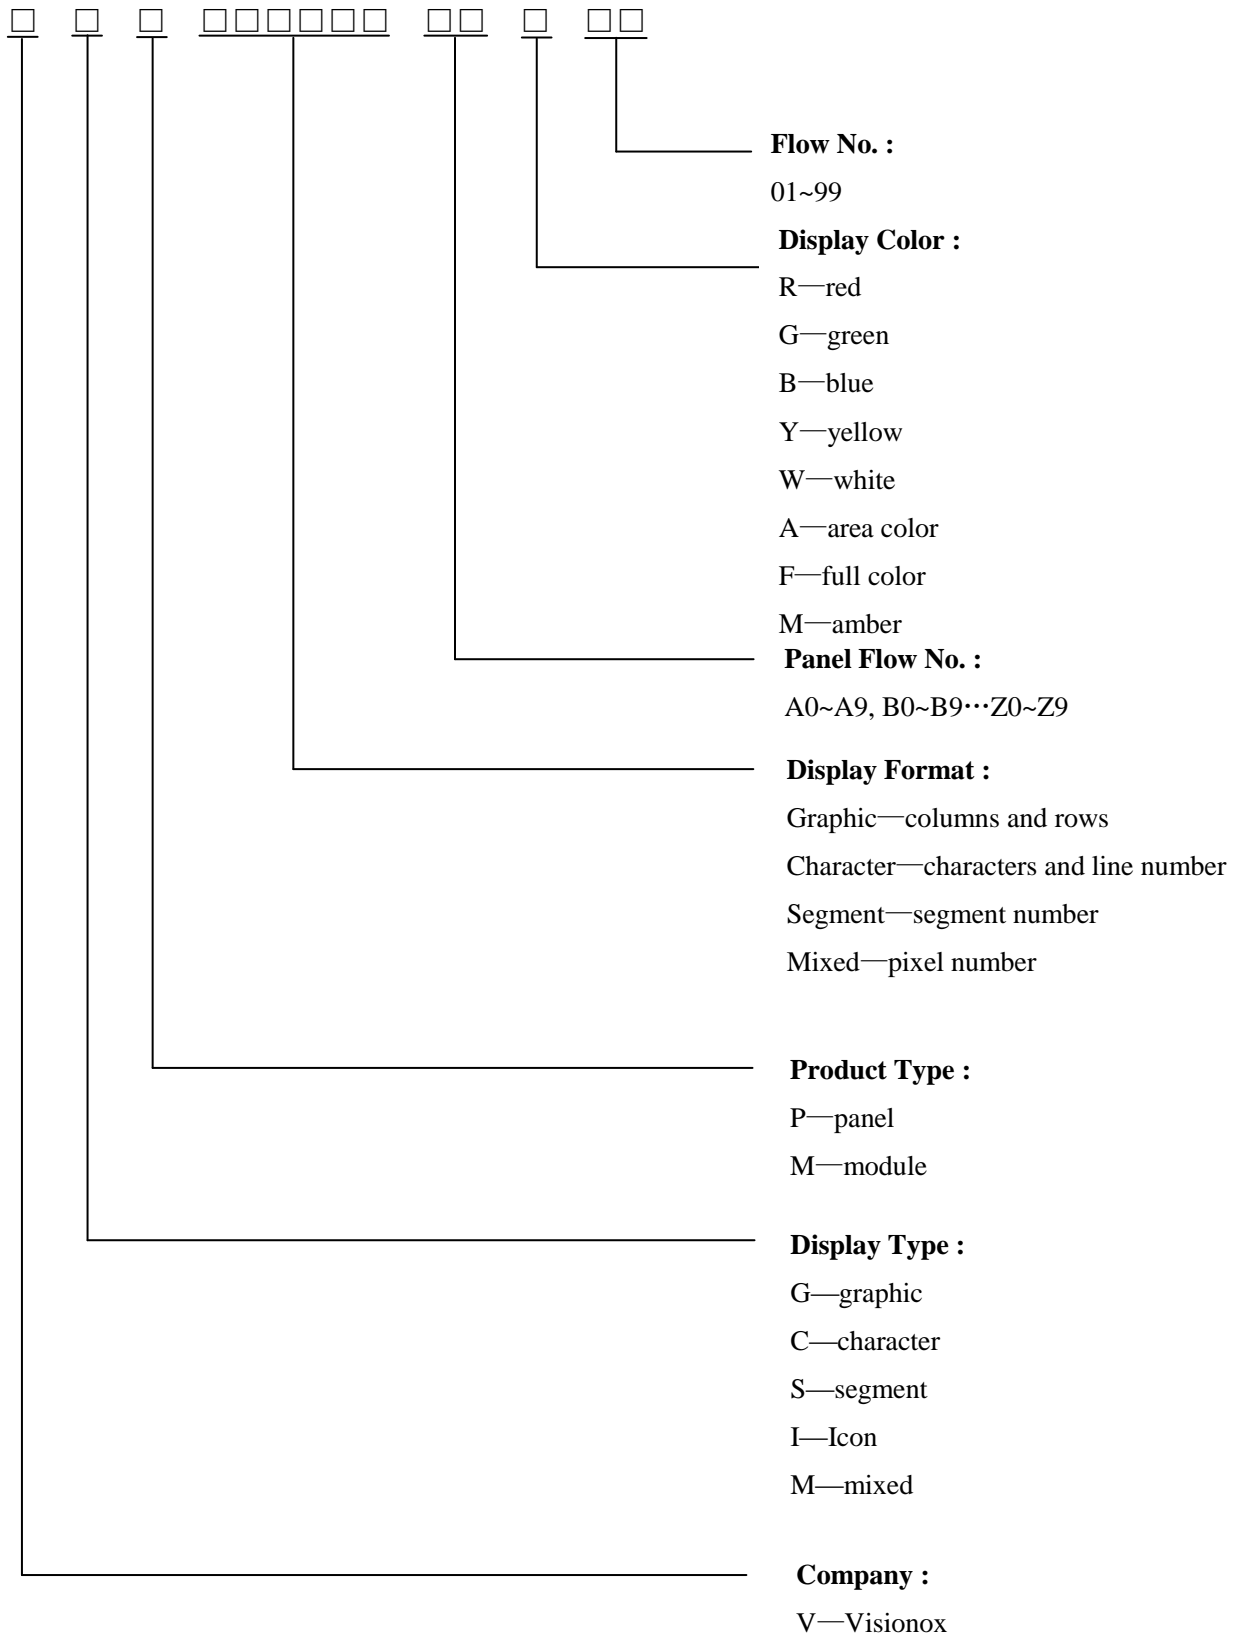 □ □ □ □□□□□□ □□ □ □□
Flow No. :
01~99
Display Color :
R—red
G—green
B—blue
Y—yellow
W—white
A—area color
F—full color
M—amber
Panel Flow No. :
A0~A9, B0~B9⋯Z0~Z9
Display Format :
Graphic—columns and rows
Character—characters and line number
Segment—segment number
Mixed—pixel number
Product Type :
P—panel
M—module
Display Type :
G—graphic
C—character
S—segment
I—Icon
M—mixed
Company :
V—Visionox